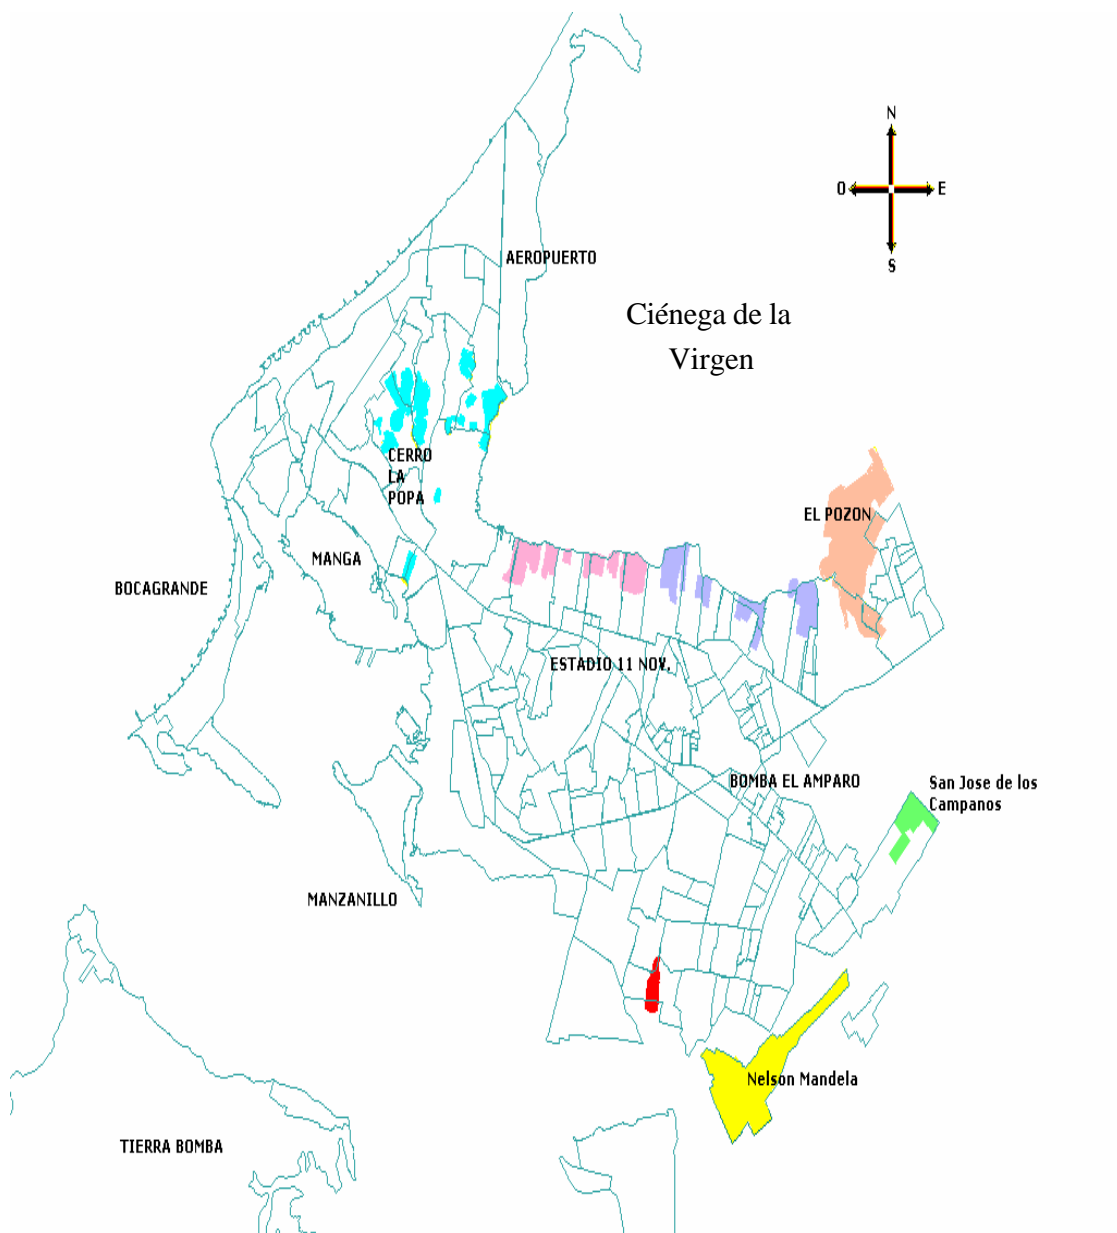 N
O E
S
AEROPUERTO
Ciénega de la
Virgen
CERRO
LA
POPA
EL POZON
MANGA
BOCAGRANDE
ESTADIO 11 NOV.
BOMBA EL AMPARO
San Jose de los
Campanos
MANZANILLO
Nelson Mandela
TIERRA BOMBA